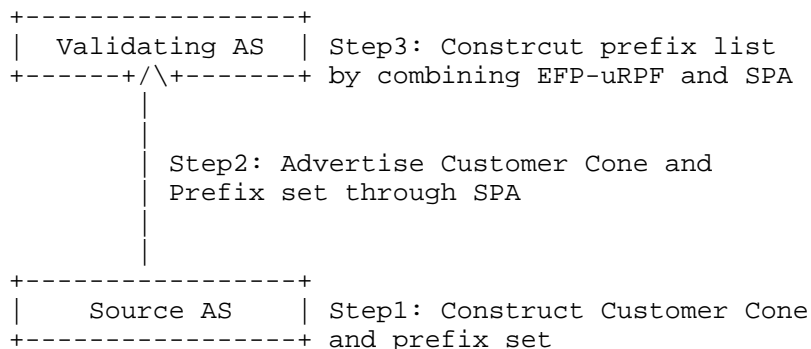 Validating AS
Step3: Constrcut prefix list
by combining EFP-uRPF and SPA
Step2: Advertise Customer Cone and
Prefix set through SPA
Source AS
Step1: Construct Customer Cone
and prefix set